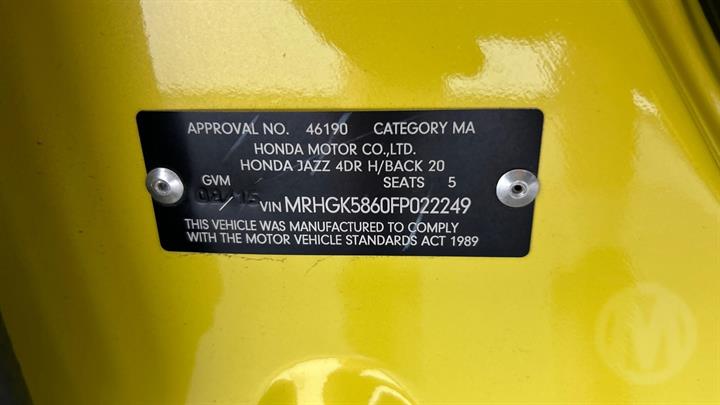 APPROVAL NO. 46190 CATEGORY MA
HONDA MOTOR CO.,LTD.
HONDA JAZZ 4DR H/BACK 20
GVM SEATS 5
VIN MRHGK5860FP022249
THIS VEHICLE WAS MANUFACTURED TO COMPLY
WITH THE MOTOR VEHICLE STANDARDS ACT 1989
M